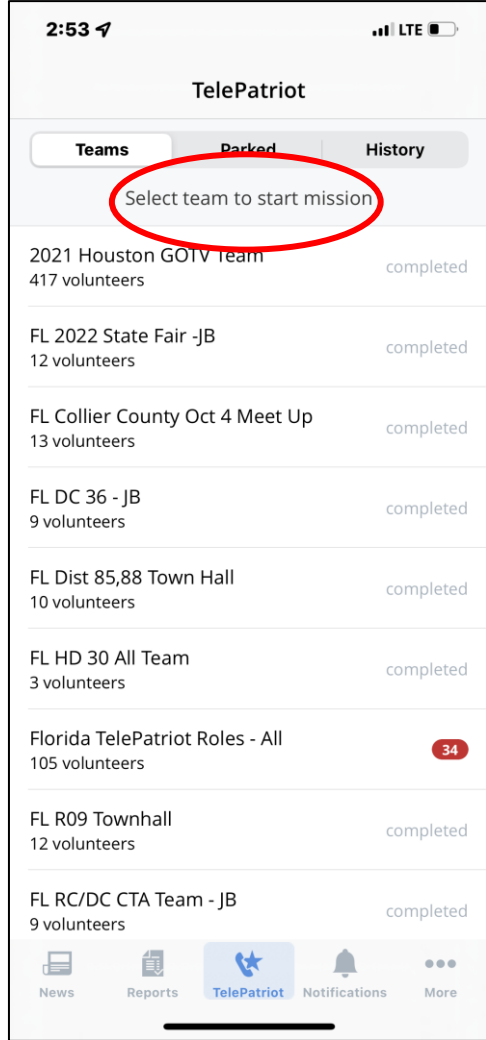 2:53 LTE
TelePatriot
Teams Parked History
Select team to start mission
2021 Houston GOTV Team
417 volunteers
completed
FL 2022 State Fair -JB
12 volunteers
completed
FL Collier County Oct 4 Meet Up
13 volunteers
completed
FL DC 36 - JB
9 volunteers
completed
FL Dist 85,88 Town Hall
10 volunteers
completed
FL HD 30 All Team
3 volunteers
completed
Florida TelePatriot Roles - All
105 volunteers
34
FL R09 Townhall
12 volunteers
completed
FL RC/DC CTA Team - JB
9 volunteers
completed
News Reports TelePatriot Notifications More